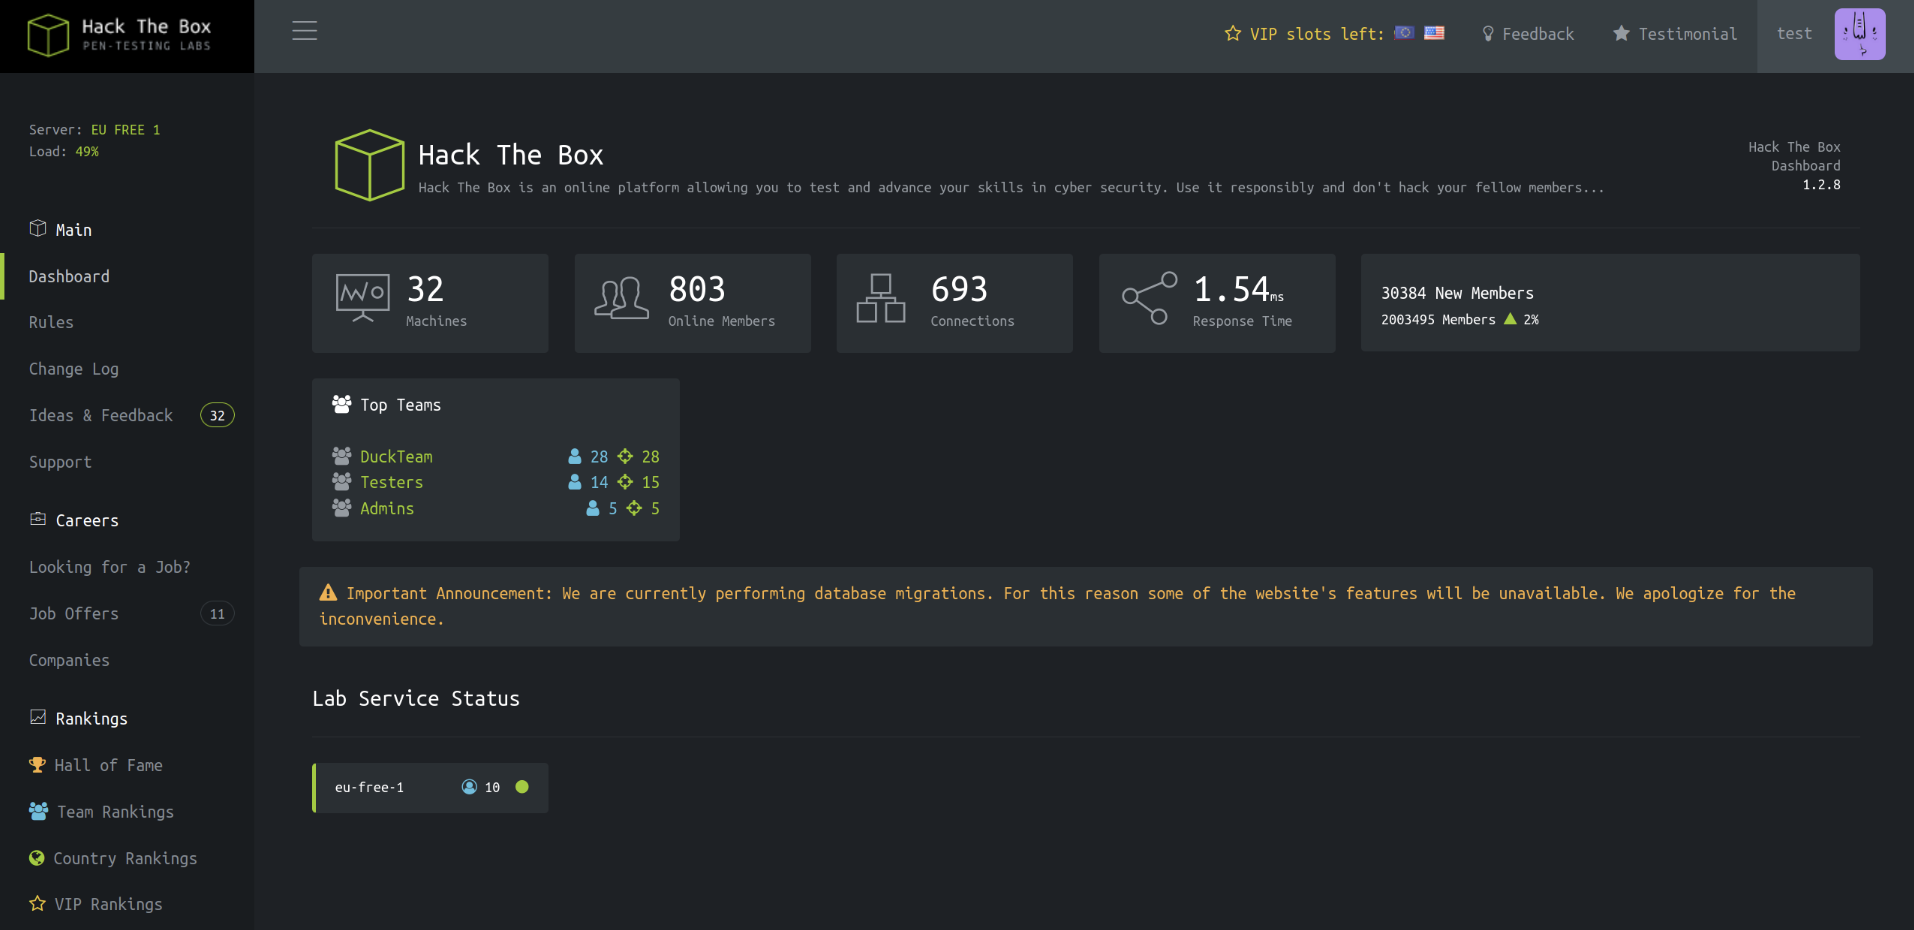 Hack The Box
PEN-TESTING LABS
VIP slots left:
Feedback
Testimonial
test
Server: EU FREE 1
Load: 49%
Main
Dashboard
Rules
Change Log
Ideas & Feedback 32
Support
Careers
Looking for a Job?
Job Offers 11
Companies
Rankings
Hall of Fame
Team Rankings
Country Rankings
VIP Rankings
Hack The Box
Hack The Box is an online platform allowing you to test and advance your skills in cyber security. Use it responsibly and don't hack your fellow members...
Hack The Box
Dashboard
1.2.8
32
Machines
803
Online Members
693
Connections
1.54ms
Response Time
30384 New Members
2003495 Members 2%
Top Teams
DuckTeam 28 28
Testers 14 15
Admins 5 5
Important Announcement: We are currently performing database migrations. For this reason some of the website's features will be unavailable. We apologize for the
inconvenience.
Lab Service Status
eu-free-1 10